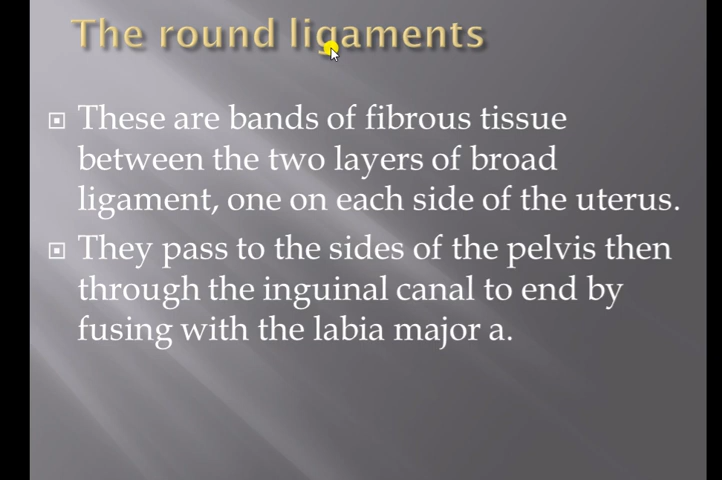 The round ligaments
These are bands of fibrous tissue
between the two layers of broad
ligament, one on each side of the uterus.
They pass to the sides of the pelvis then
through the inguinal canal to end by
fusing with the labia major a.